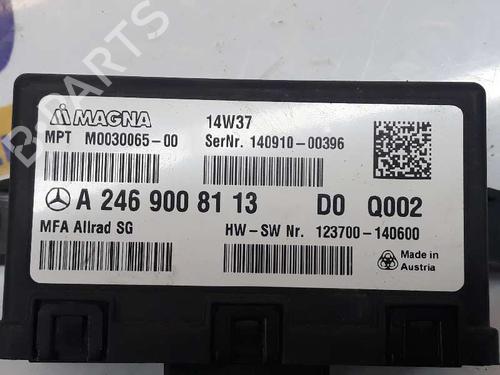 MAGNA
14W37
MPT M0030065-00
SerNr. 140910-00396
A 246 900 81 13 D0 Q002
MFA Allrad SG
HW-SW Nr. 123700-140600
Made in
Austria
PARTS